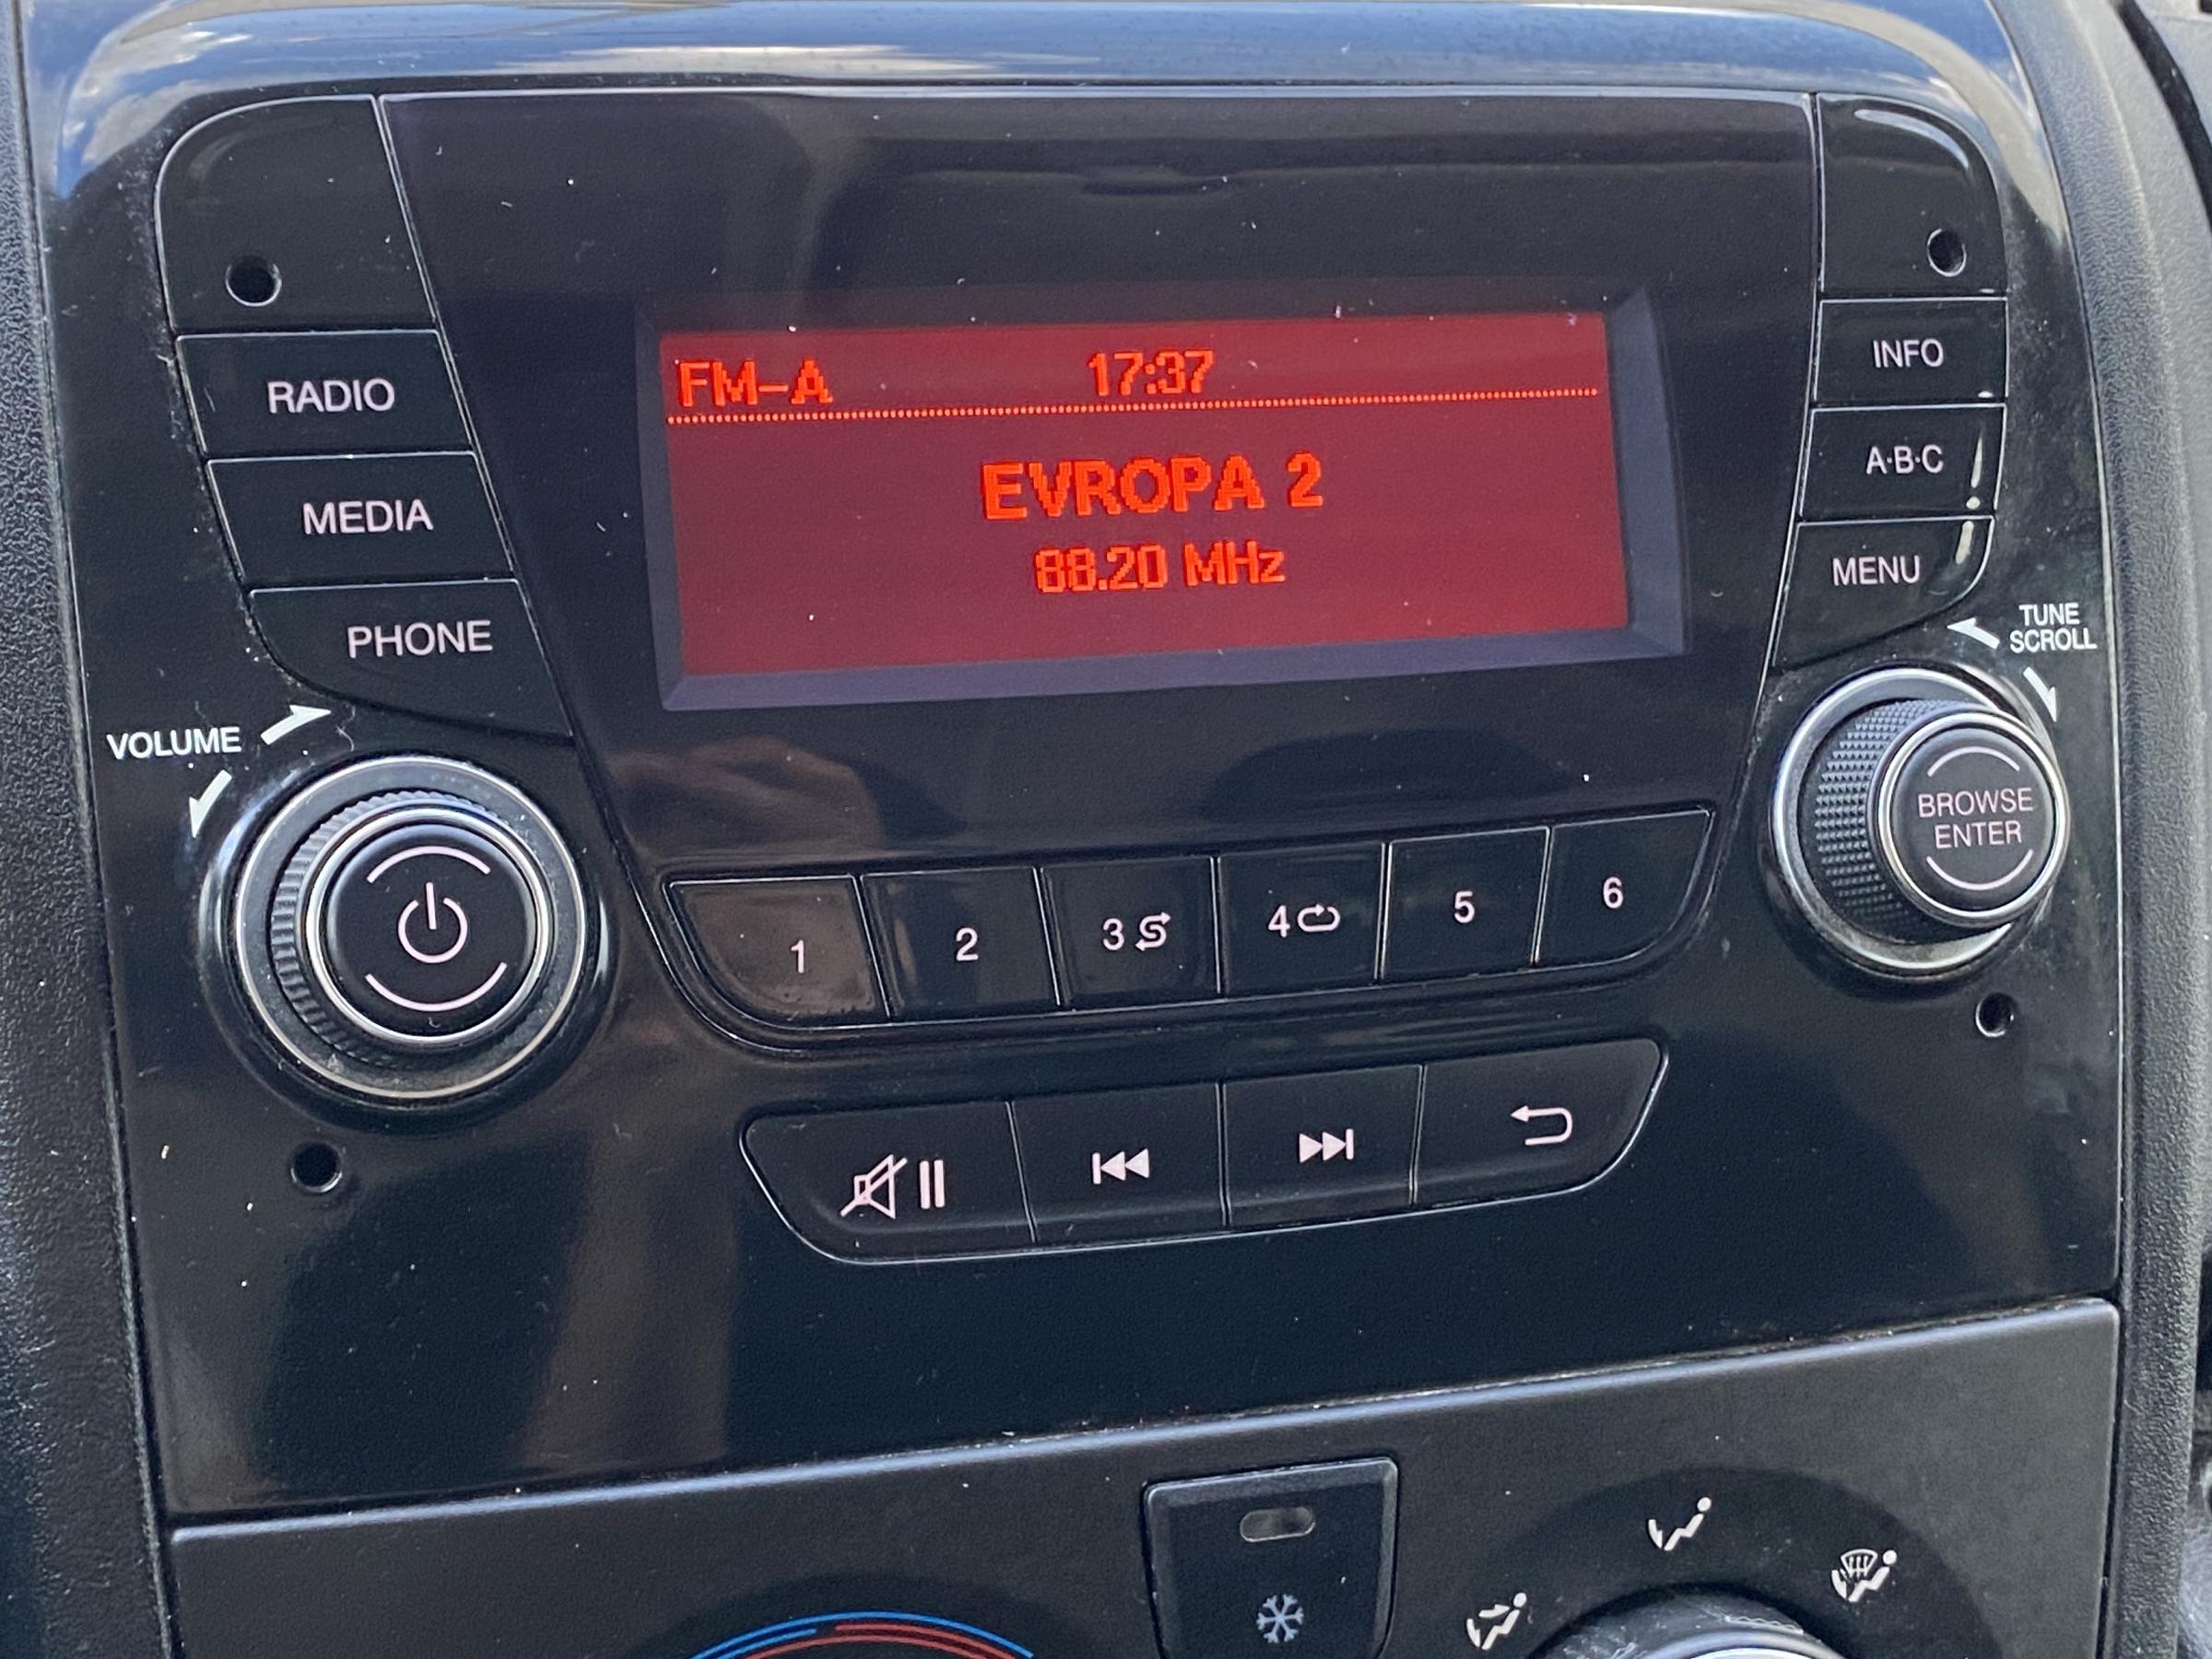 FM-A 17:37
EVROPA 2
88.20 MHz
RADIO
MEDIA
PHONE
VOLUME
INFO
A·B·C
MENU
TUNE
SCROLL
BROWSE
ENTER
1 2 3 4 5 6